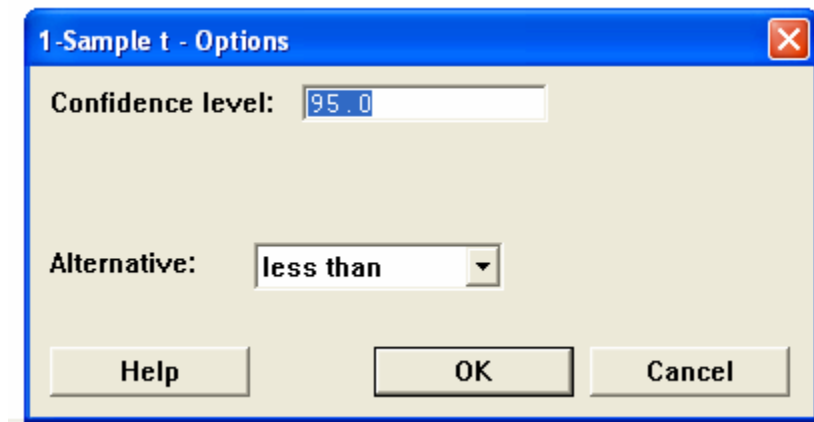 1-Sample t - Options
Confidence level: 95.0
Alternative: less than
Help OK Cancel